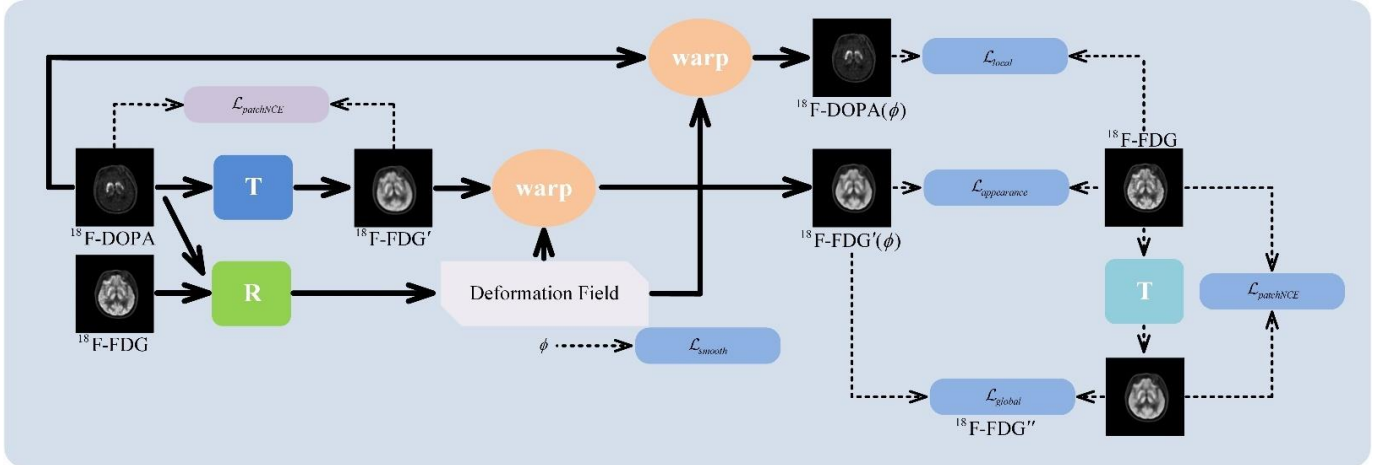 warp
ℒlocal
ℒpatchNCE
¹⁸F-DOPA(ϕ)
¹⁸F-FDG
T
warp
ℒappearance
¹⁸F-DOPA
¹⁸F-FDG′
¹⁸F-FDG′(ϕ)
R
Deformation Field
T
ℒpatchNCE
¹⁸F-FDG
ϕ
ℒsmooth
ℒglobal
¹⁸F-FDG″